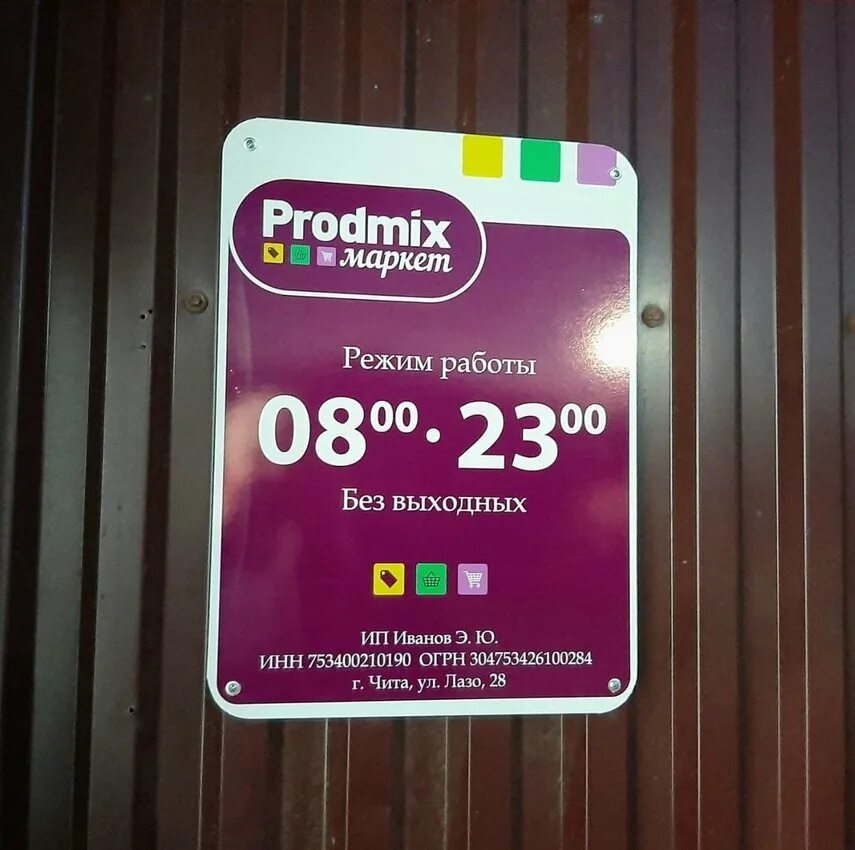 Prodmix
маркет
Режим работы
08⁰⁰ · 23⁰⁰
Без выходных
ИП Иванов Э. Ю.
ИНН 753400210190 ОГРН 304753426100284
г. Чита, ул. Лазо, 28